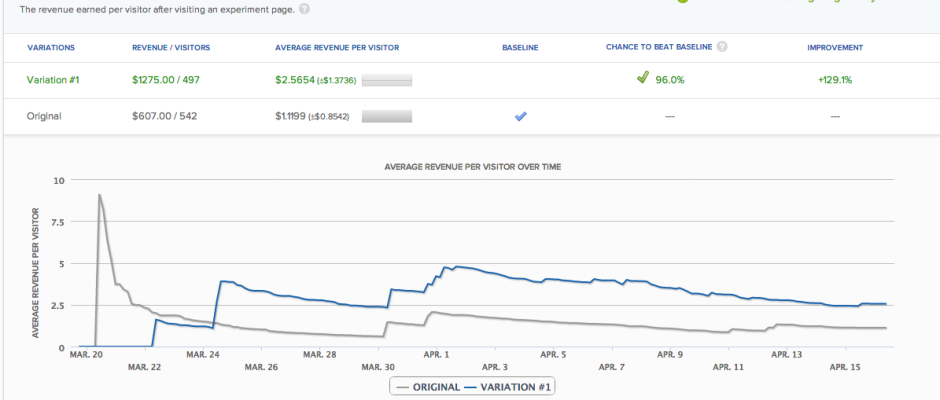 The revenue earned per visitor after visiting an experiment page. ?
VARIATIONS REVENUE / VISITORS AVERAGE REVENUE PER VISITOR BASELINE CHANCE TO BEAT BASELINE ? IMPROVEMENT
Variation #1 $1275.00 / 497 $2.5654 (±$1.3736) 96.0% +129.1%
Original $607.00 / 542 $1.1199 (±$0.8542) --- ---
AVERAGE REVENUE PER VISITOR OVER TIME
AVERAGE REVENUE PER VISITOR
10
7.5
5
2.5
0
MAR. 20 MAR. 24 MAR. 28 APR. 1 APR. 5 APR. 9 APR. 13
MAR. 22 MAR. 26 MAR. 30 APR. 3 APR. 7 APR. 11 APR. 15
ORIGINAL VARIATION #1